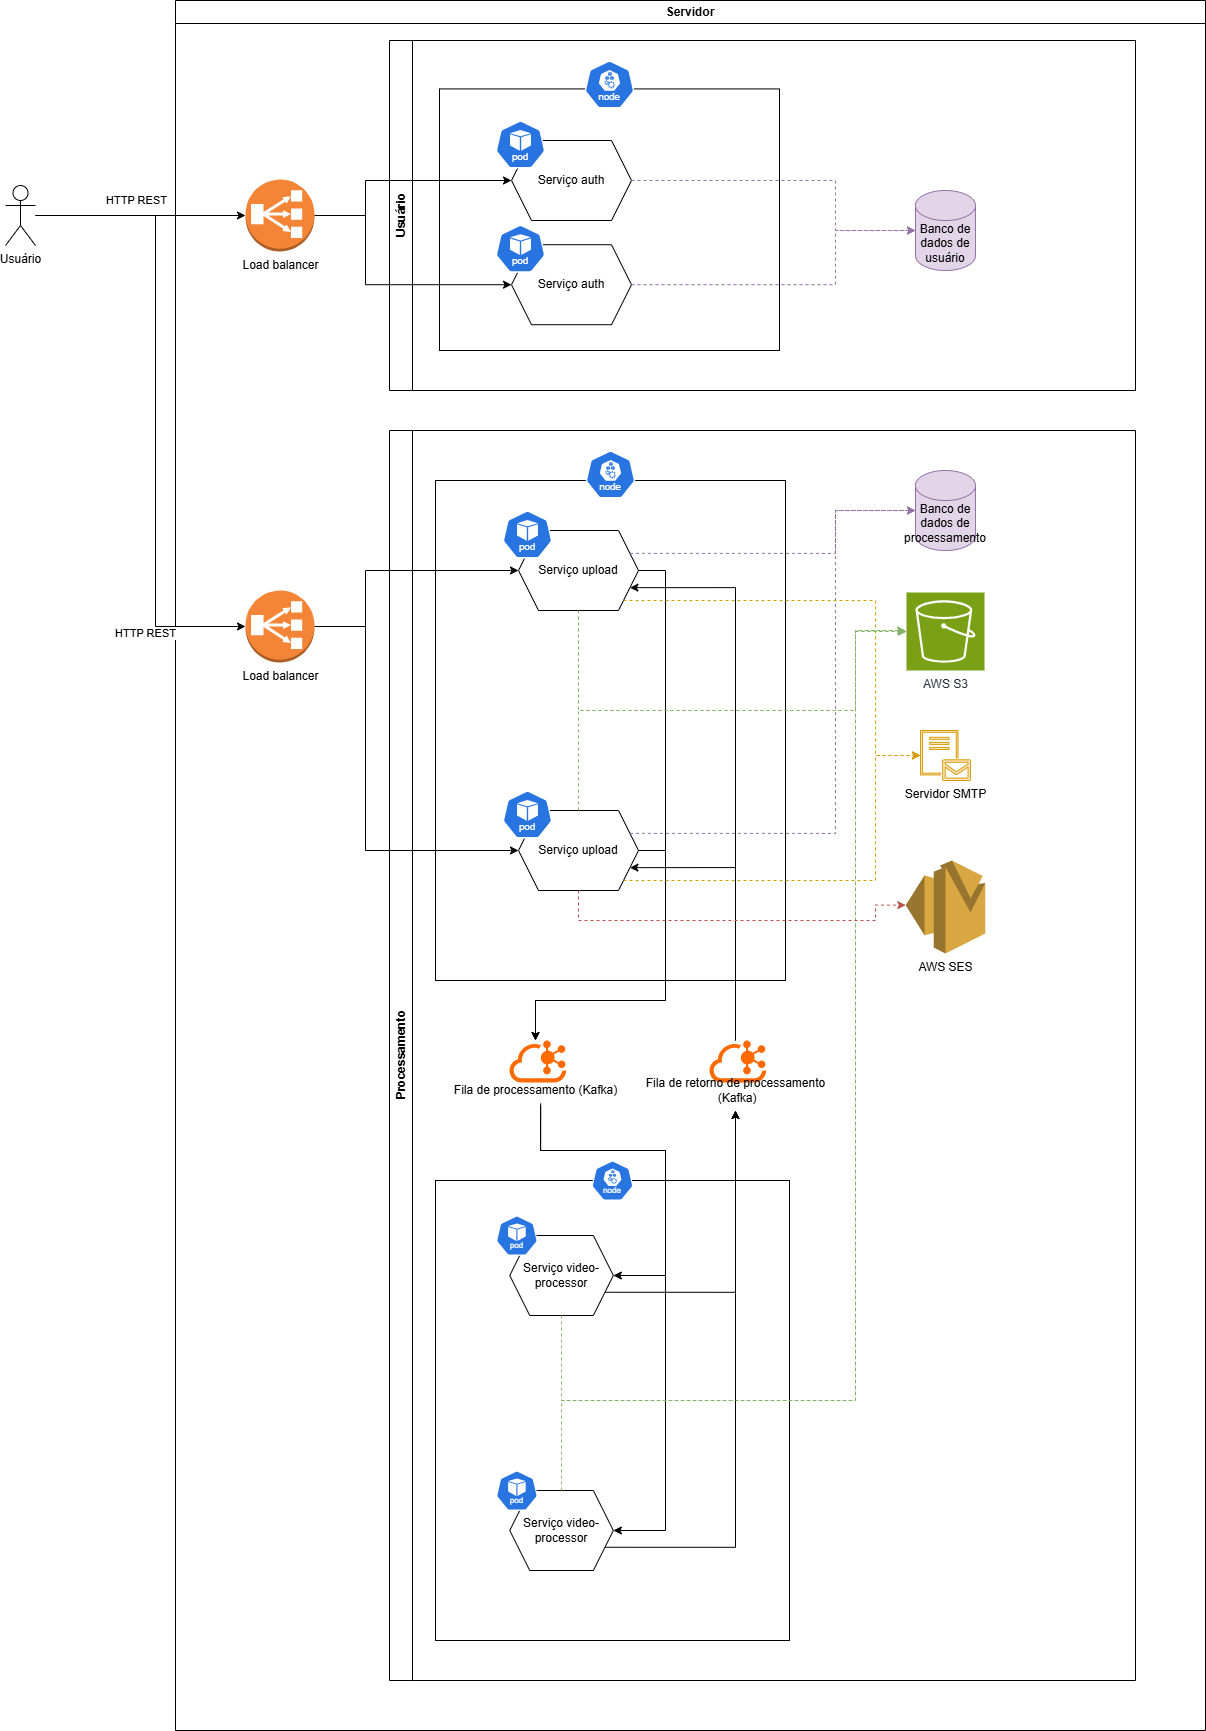 Servidor
node
pod
Serviço auth
HTTP REST
Usuário
Load balancer
Usuário
pod
Serviço auth
Banco de
dados de
usuário
node
pod
Serviço upload
Banco de
dados de
processamento
HTTP REST
Load balancer
AWS S3
Servidor SMTP
pod
Serviço upload
AWS SES
Processamento
Fila de processamento (Kafka)
Fila de retorno de processamento
(Kafka)
node
pod
Serviço video-
processor
pod
Serviço video-
processor